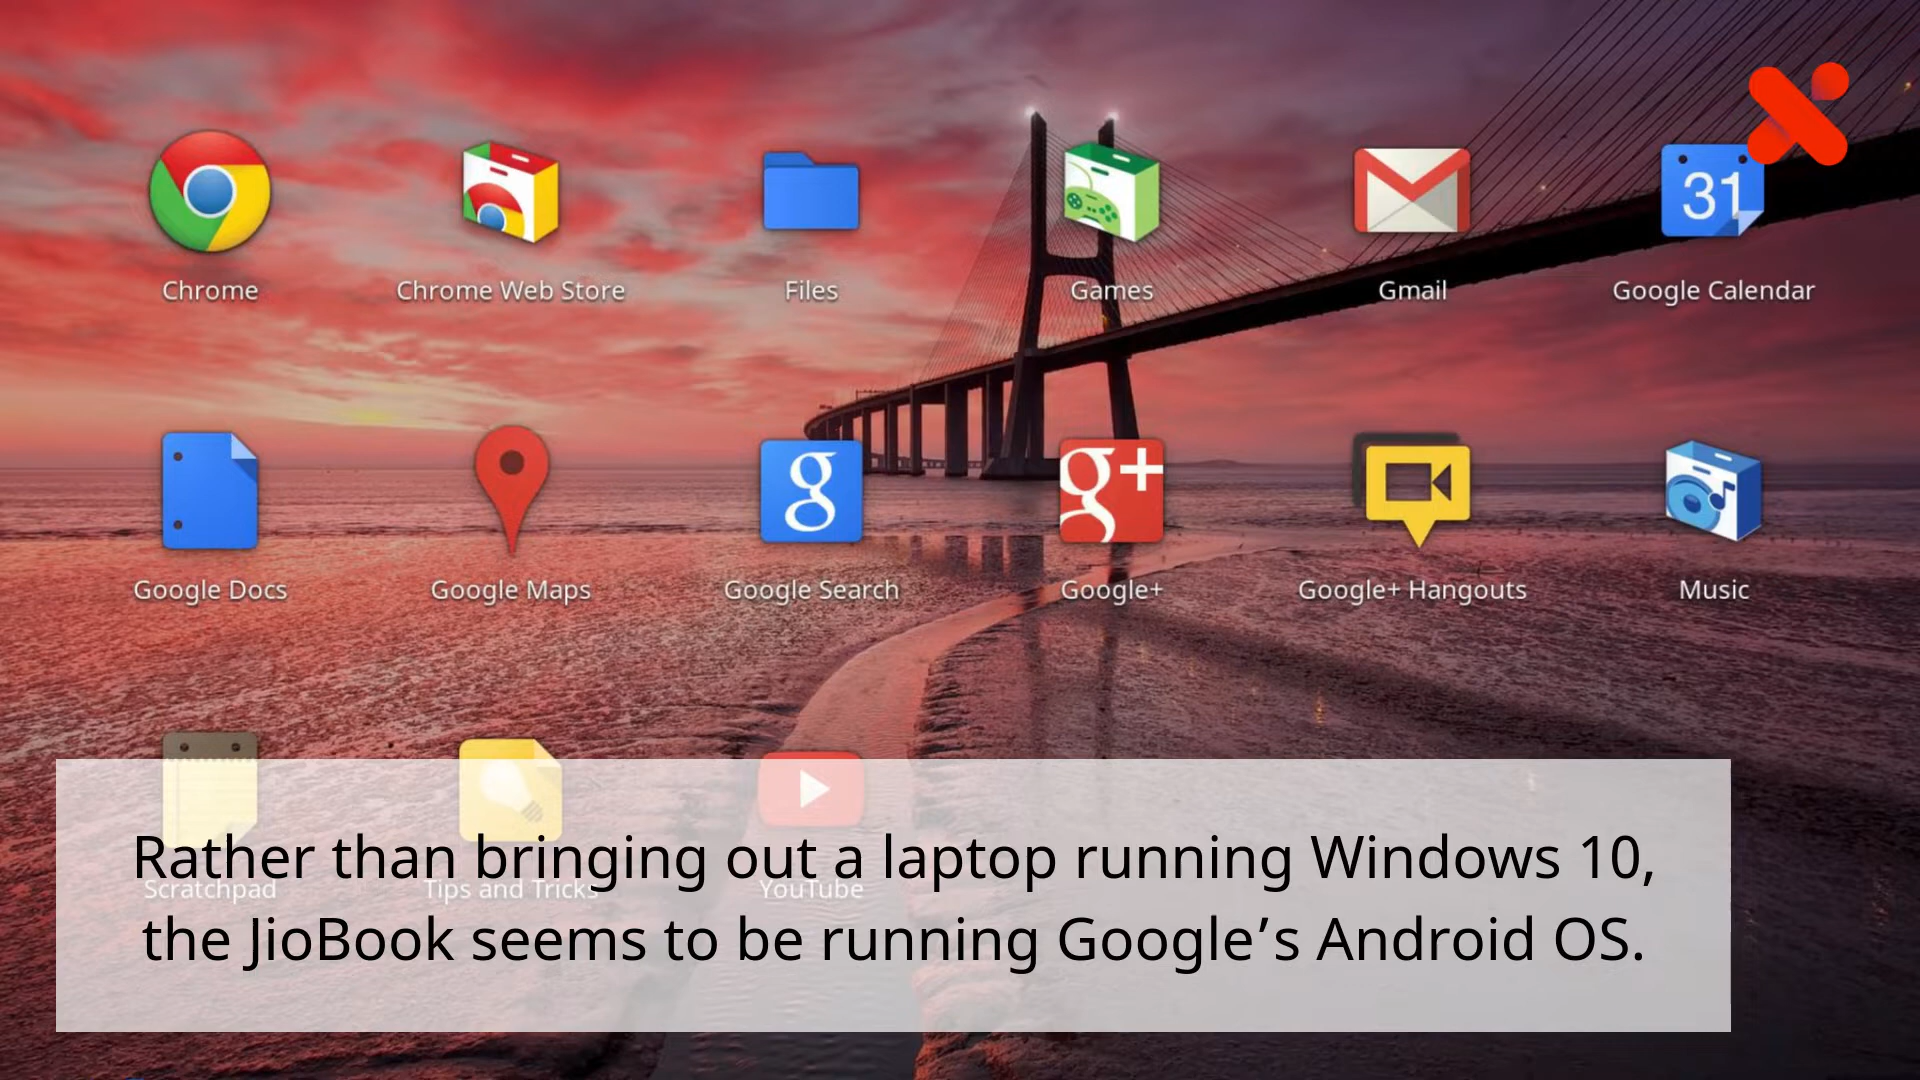 Chrome
Chrome Web Store
Files
Games
Gmail
31
Google Calendar
Google Docs
Google Maps
g
Google Search
g+
Google+
Google+ Hangouts
Music
Scratchpad
Tips and Tricks
YouTube
Rather than bringing out a laptop running Windows 10,
the JioBook seems to be running Google’s Android OS.